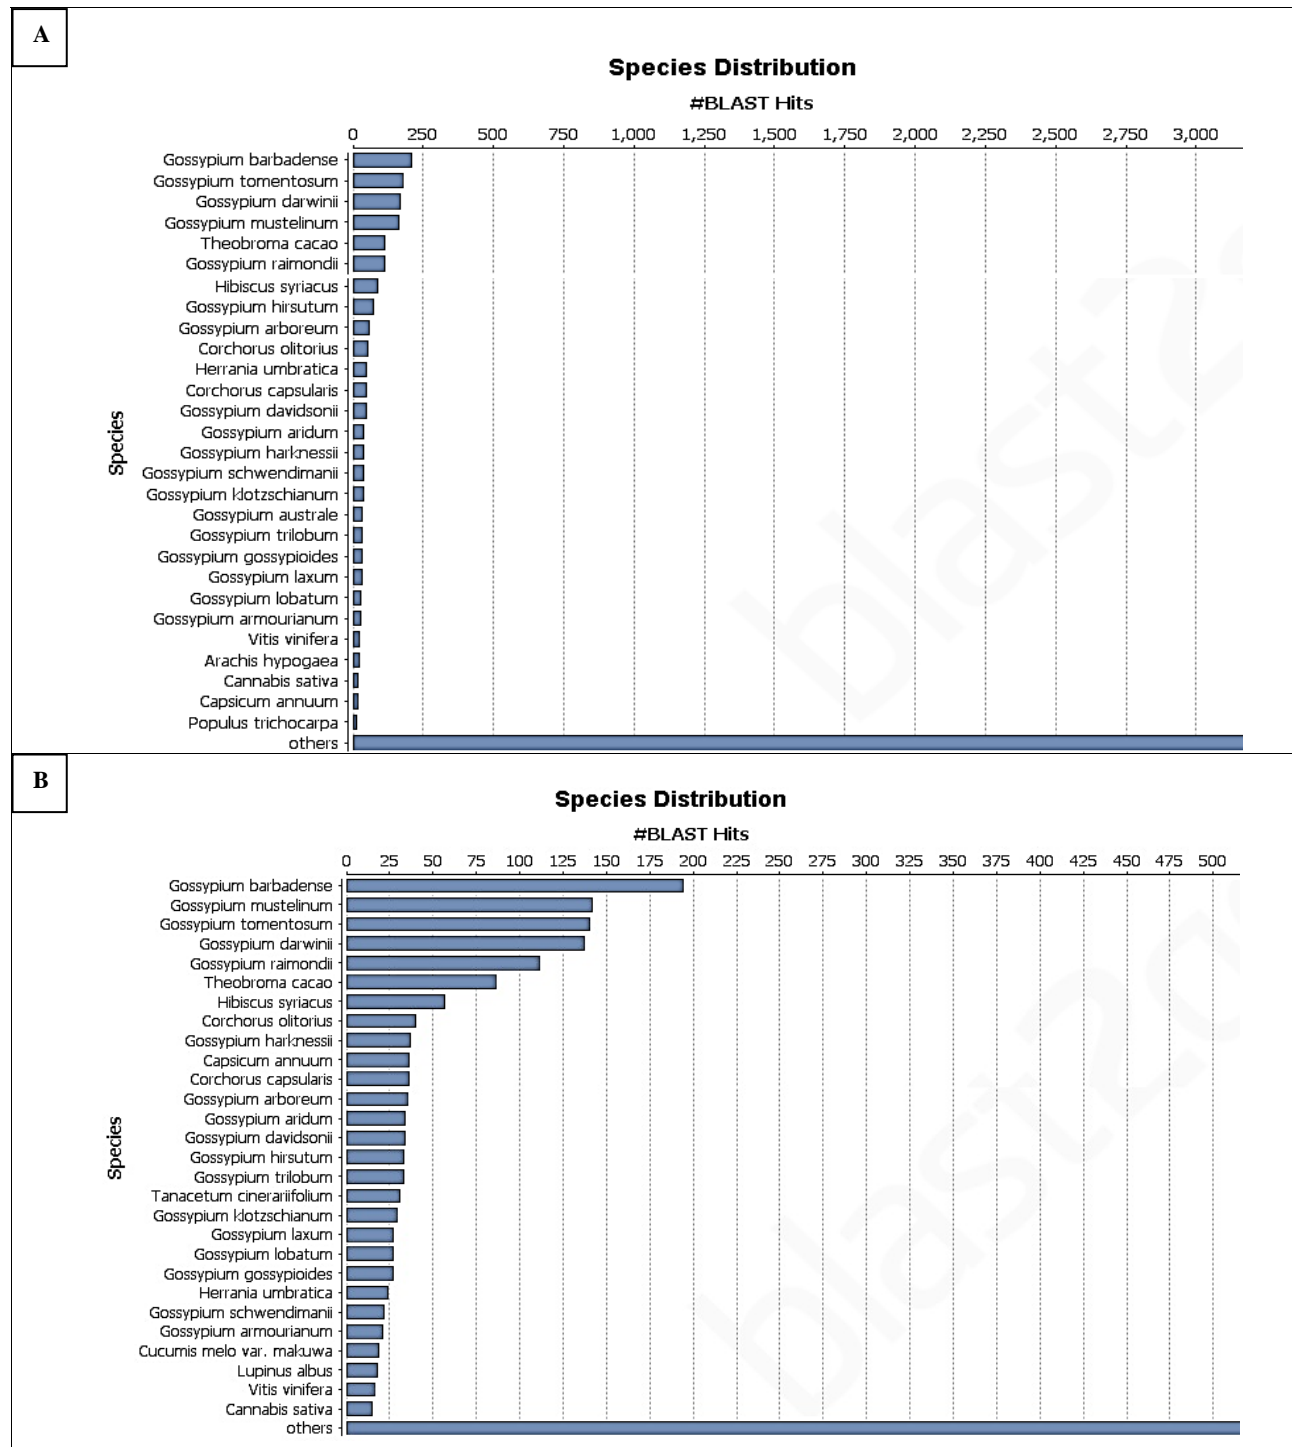 A
Species Distribution
#BLAST Hits
0 250 500 750 1,000 1,250 1,500 1,750 2,000 2,250 2,500 2,750 3,000
Gossypium barbadense
Gossypium tomentosum
Gossypium darwinii
Gossypium mustelinum
Theobroma cacao
Gossypium raimondii
Hibiscus syriacus
Gossypium hirsutum
Gossypium arboreum
Corchorus olitorius
Herrania umbratica
Corchorus capsularis
Gossypium davidsonii
Gossypium aridum
Gossypium harknessii
Gossypium schwendimanii
Gossypium klotzschianum
Gossypium australe
Gossypium trilobum
Gossypium gossypioides
Gossypium laxum
Gossypium lobatum
Gossypium armourianum
Vitis vinifera
Arachis hypogaea
Cannabis sativa
Capsicum annuum
Populus trichocarpa
others
Species
blast2
B
Species Distribution
#BLAST Hits
0 25 50 75 100 125 150 175 200 225 250 275 300 325 350 375 400 425 450 475 500
Gossypium barbadense
Gossypium mustelinum
Gossypium tomentosum
Gossypium darwinii
Gossypium raimondii
Theobroma cacao
Hibiscus syriacus
Corchorus olitorius
Gossypium harknessii
Capsicum annuum
Corchorus capsularis
Gossypium arboreum
Gossypium aridum
Gossypium davidsonii
Gossypium hirsutum
Gossypium trilobum
Tanacetum cinerariifolium
Gossypium klotzschianum
Gossypium laxum
Gossypium lobatum
Gossypium gossypioides
Herrania umbratica
Gossypium schwendimanii
Gossypium armourianum
Cucumis melo var. makuwa
Lupinus albus
Vitis vinifera
Cannabis sativa
others
Species
blast2g